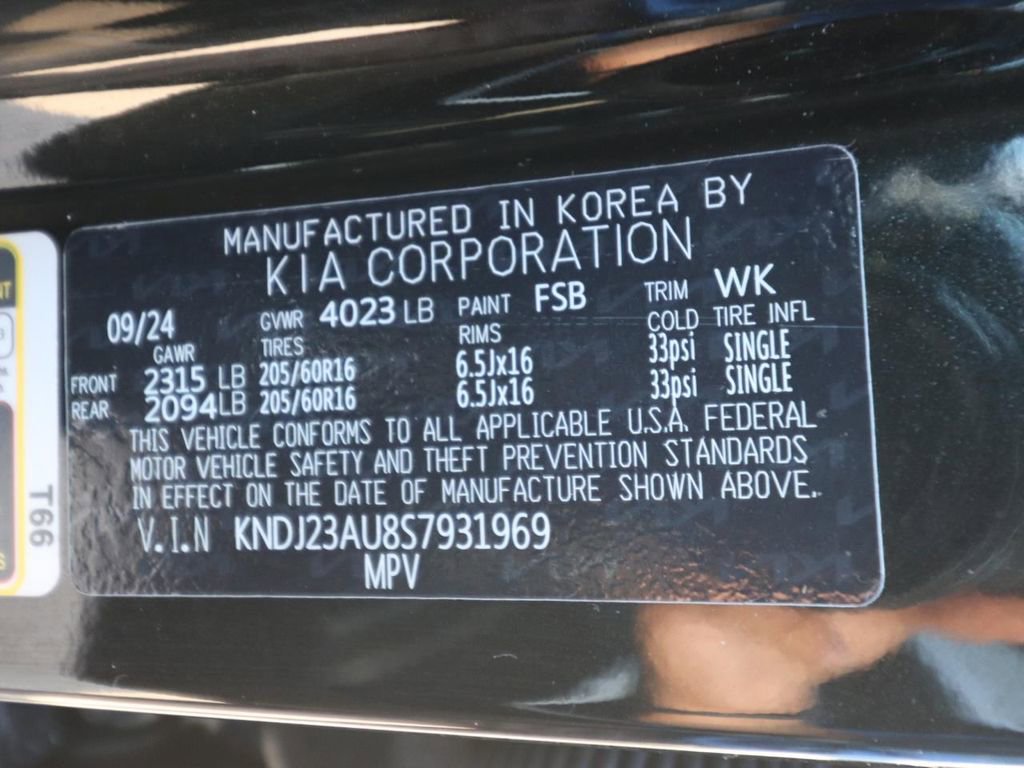 MANUFACTURED IN KOREA BY
KIA CORPORATION
09/24 GVWR 4023 LB PAINT FSB TRIM WK
GAWR TIRES RIMS COLD TIRE INFL
FRONT 2315 LB 205/60R16 6.5Jx16 33psi SINGLE
REAR 2094 LB 205/60R16 6.5Jx16 33psi SINGLE
THIS VEHICLE CONFORMS TO ALL APPLICABLE U.S.A. FEDERAL
MOTOR VEHICLE SAFETY AND THEFT PREVENTION STANDARDS
IN EFFECT ON THE DATE OF MANUFACTURE SHOWN ABOVE.
V.I.N KNDJ23AU8S7931969
MPV
T66